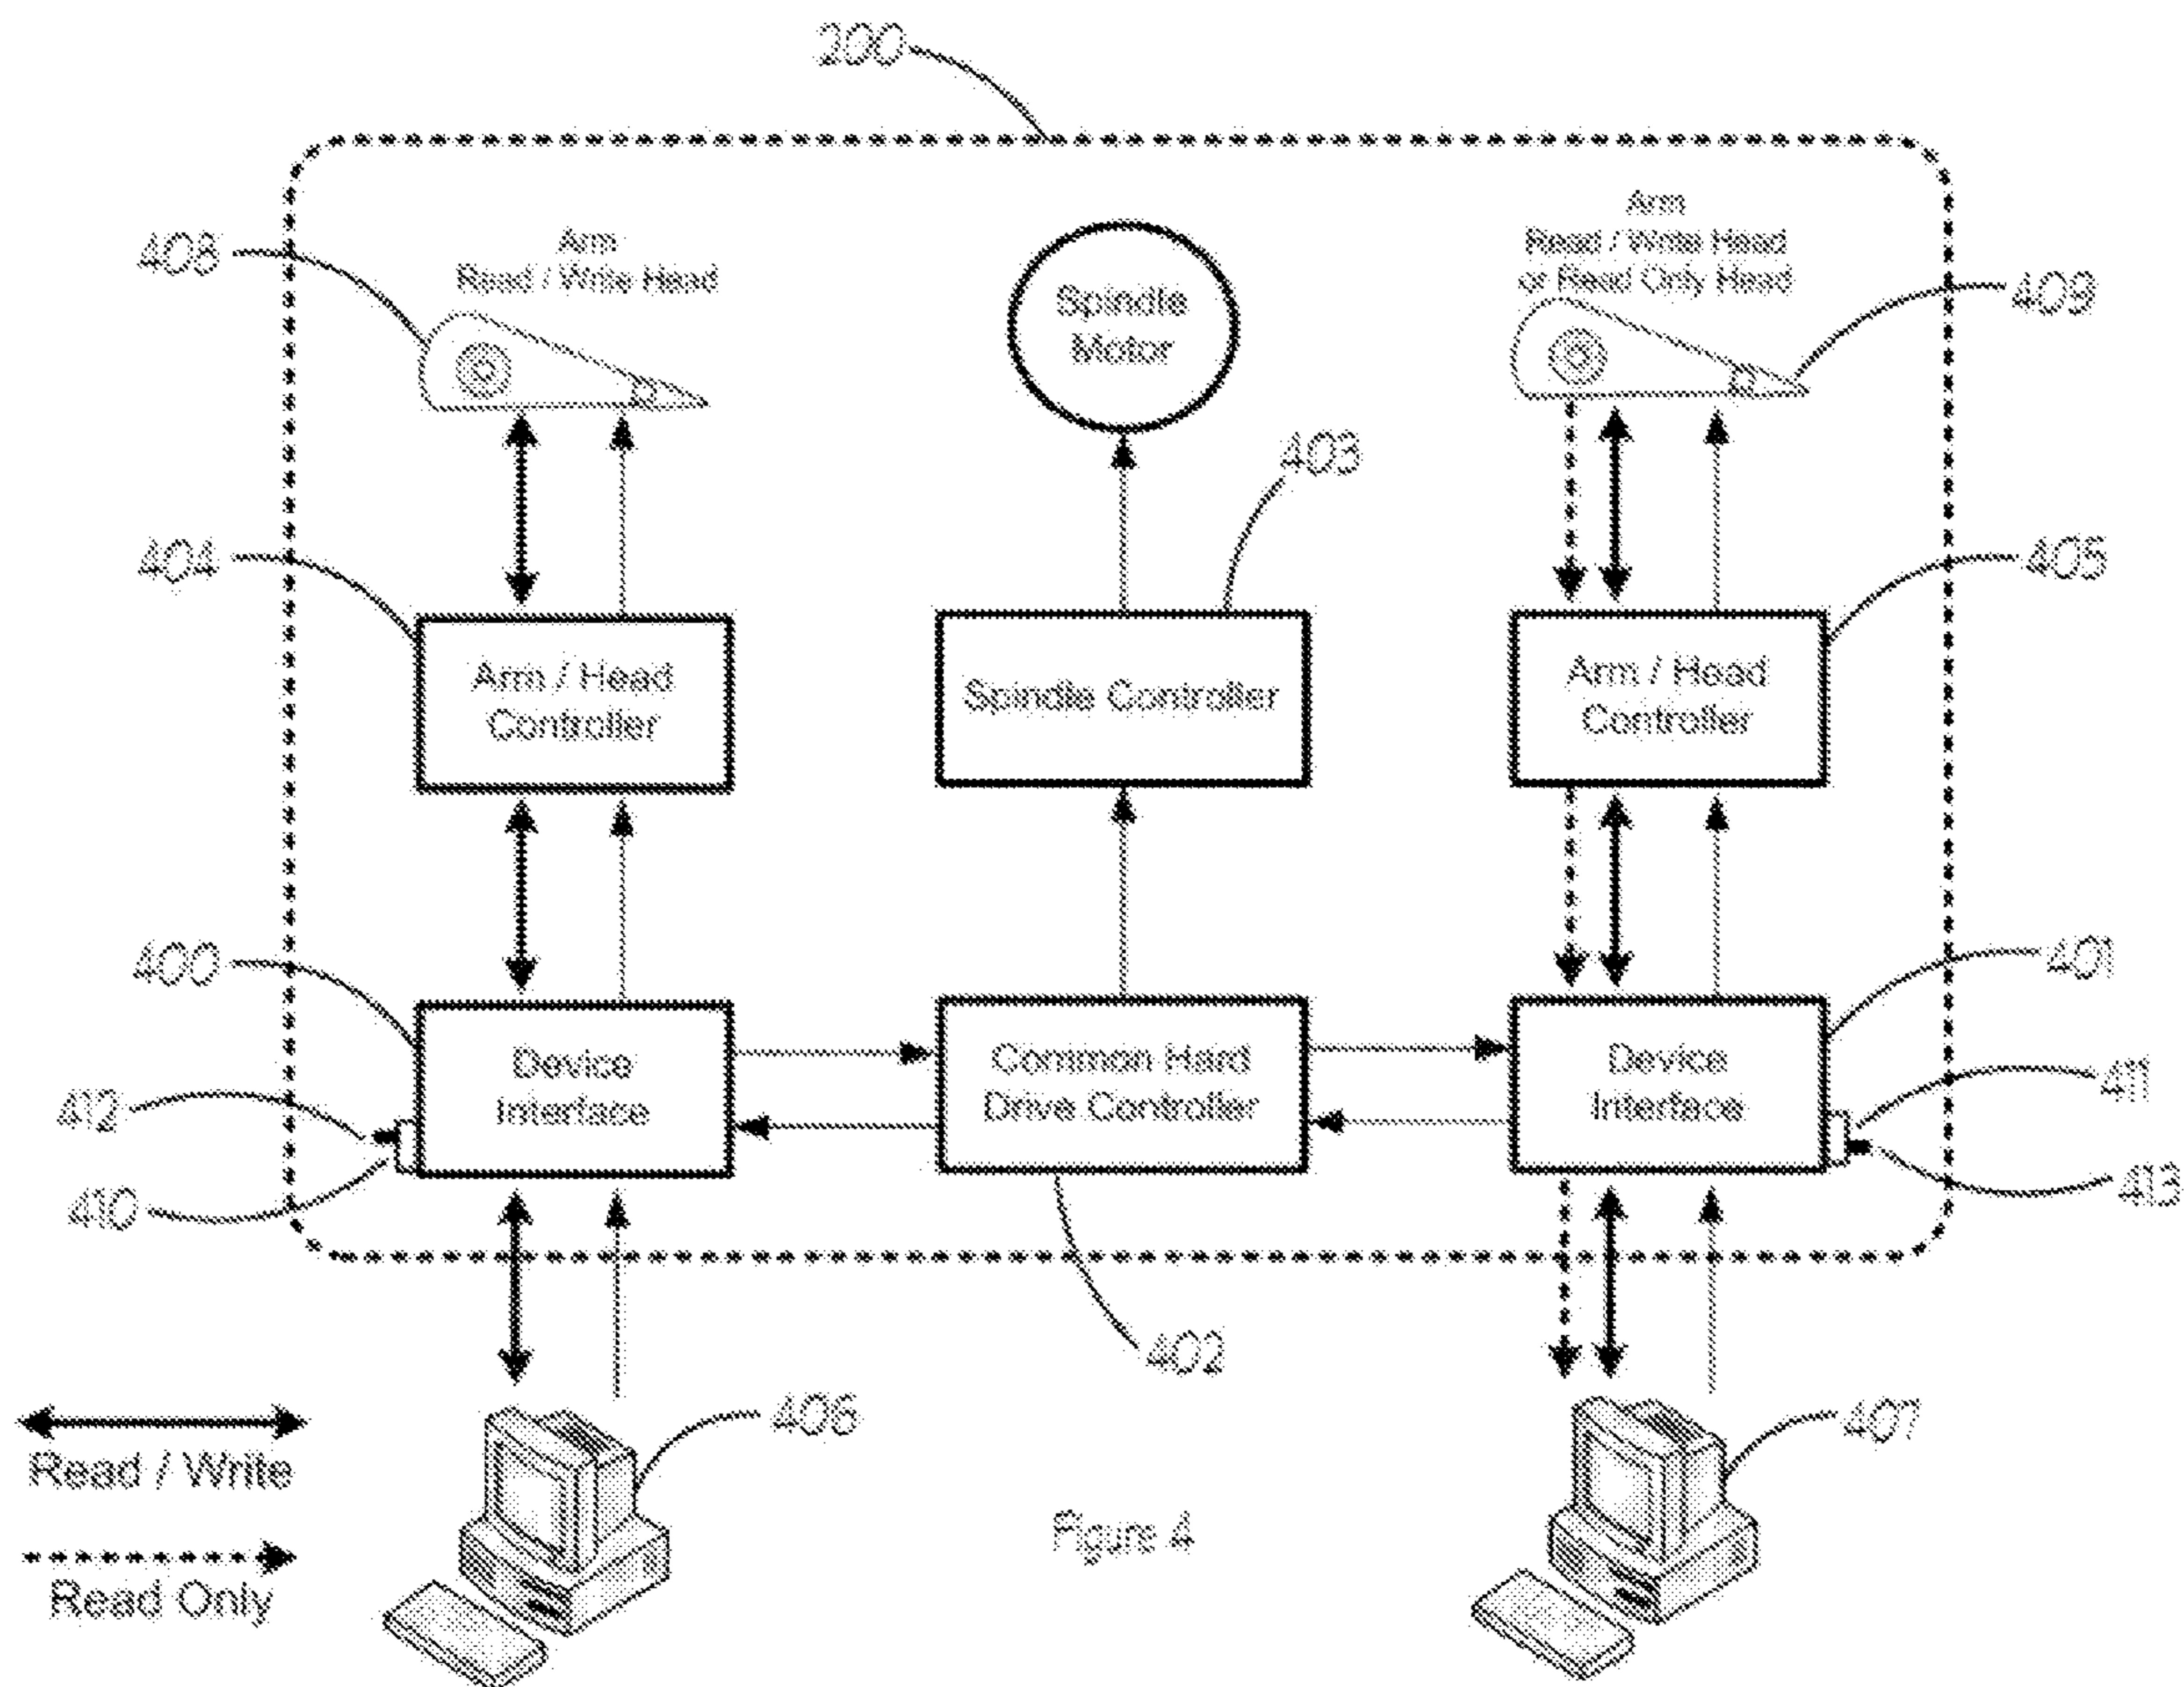 200
408
Arm
Read / Write Head
Spindle
Motor
Arm
Read / Write Head
or Read Only Head
409
403
404
405
Arm / Head
Controller
Spindle Controller
Arm / Head
Controller
400
401
Device
Interface
Common Hard
Drive Controller
Device
Interface
412
411
410
413
402
406
407
Read / Write
Read Only
Figure 4